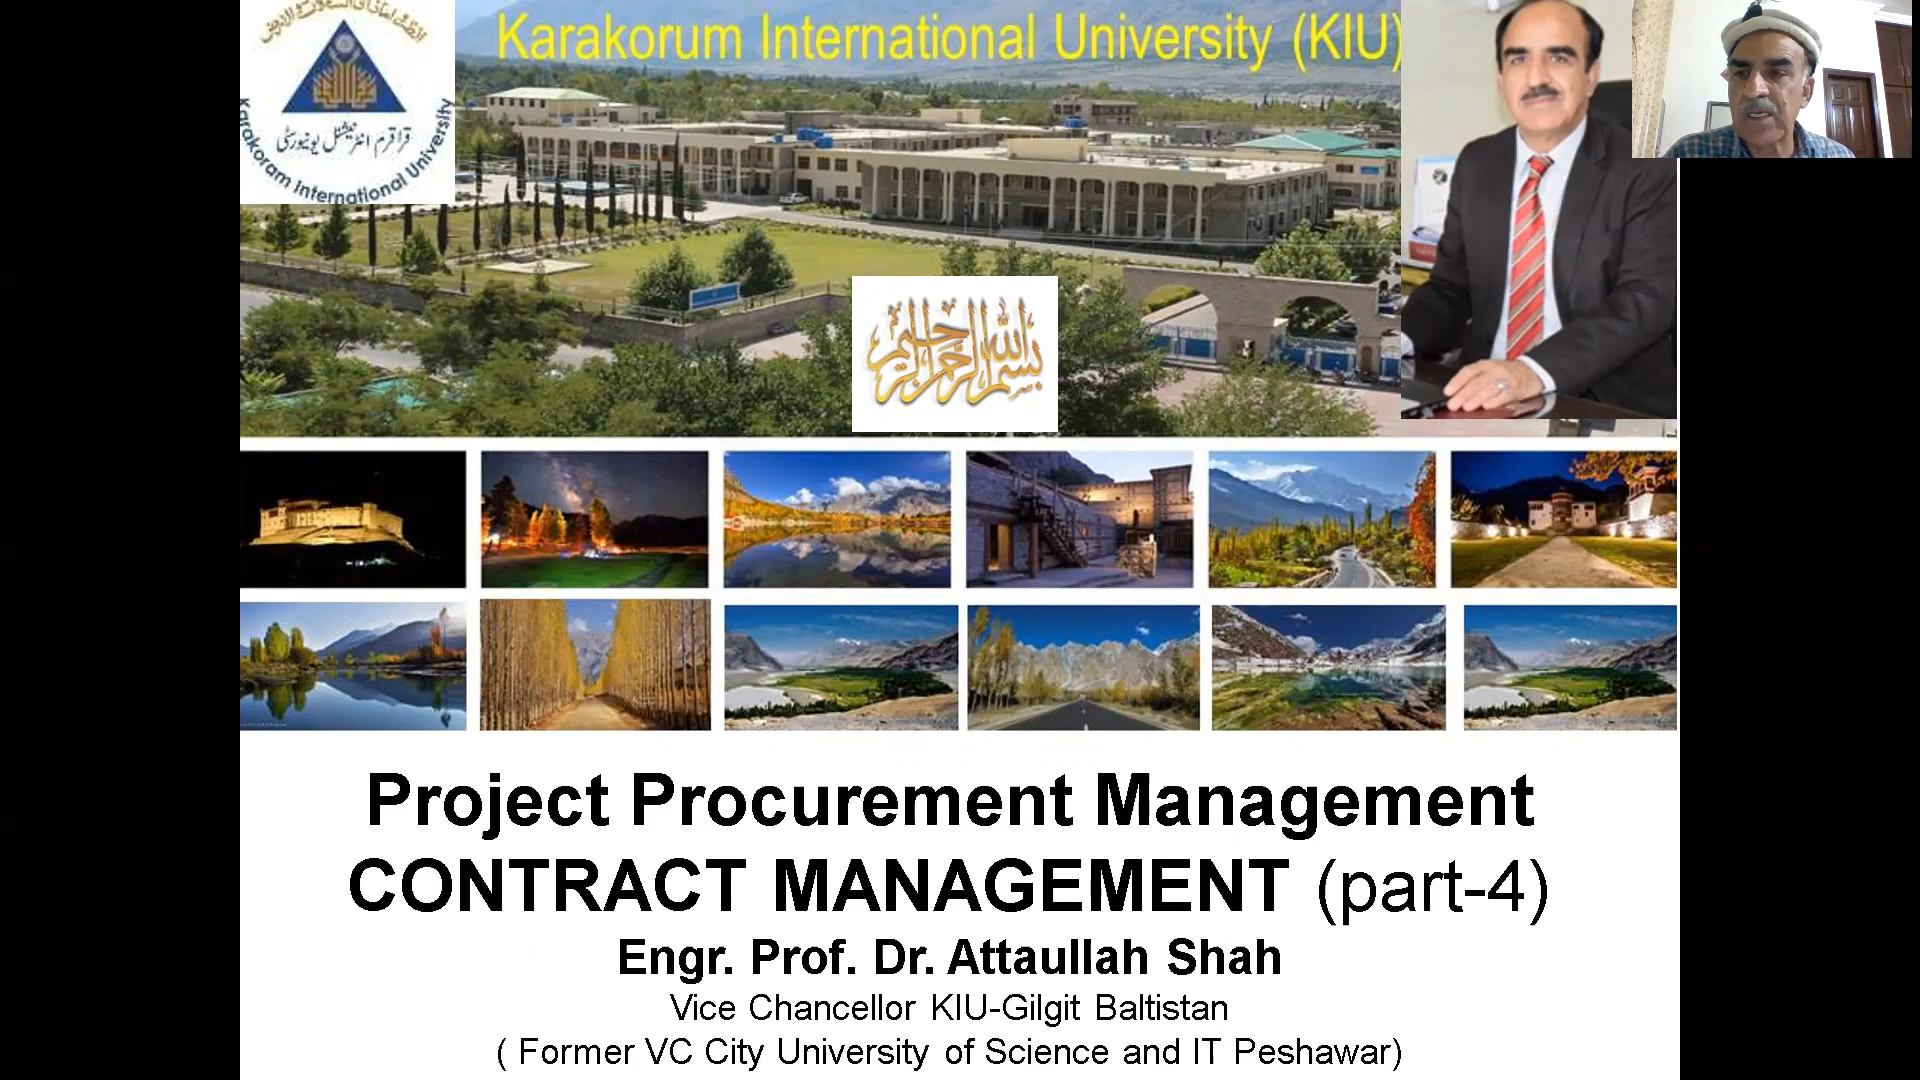 Karakorum International University (KIU)
قراقرم انٹرنیشنل یونیورسٹی
Karakoram International University
بسم الله الرحمن الرحيم
Project Procurement Management
CONTRACT MANAGEMENT (part-4)
Engr. Prof. Dr. Attaullah Shah
Vice Chancellor KIU-Gilgit Baltistan
( Former VC City University of Science and IT Peshawar)